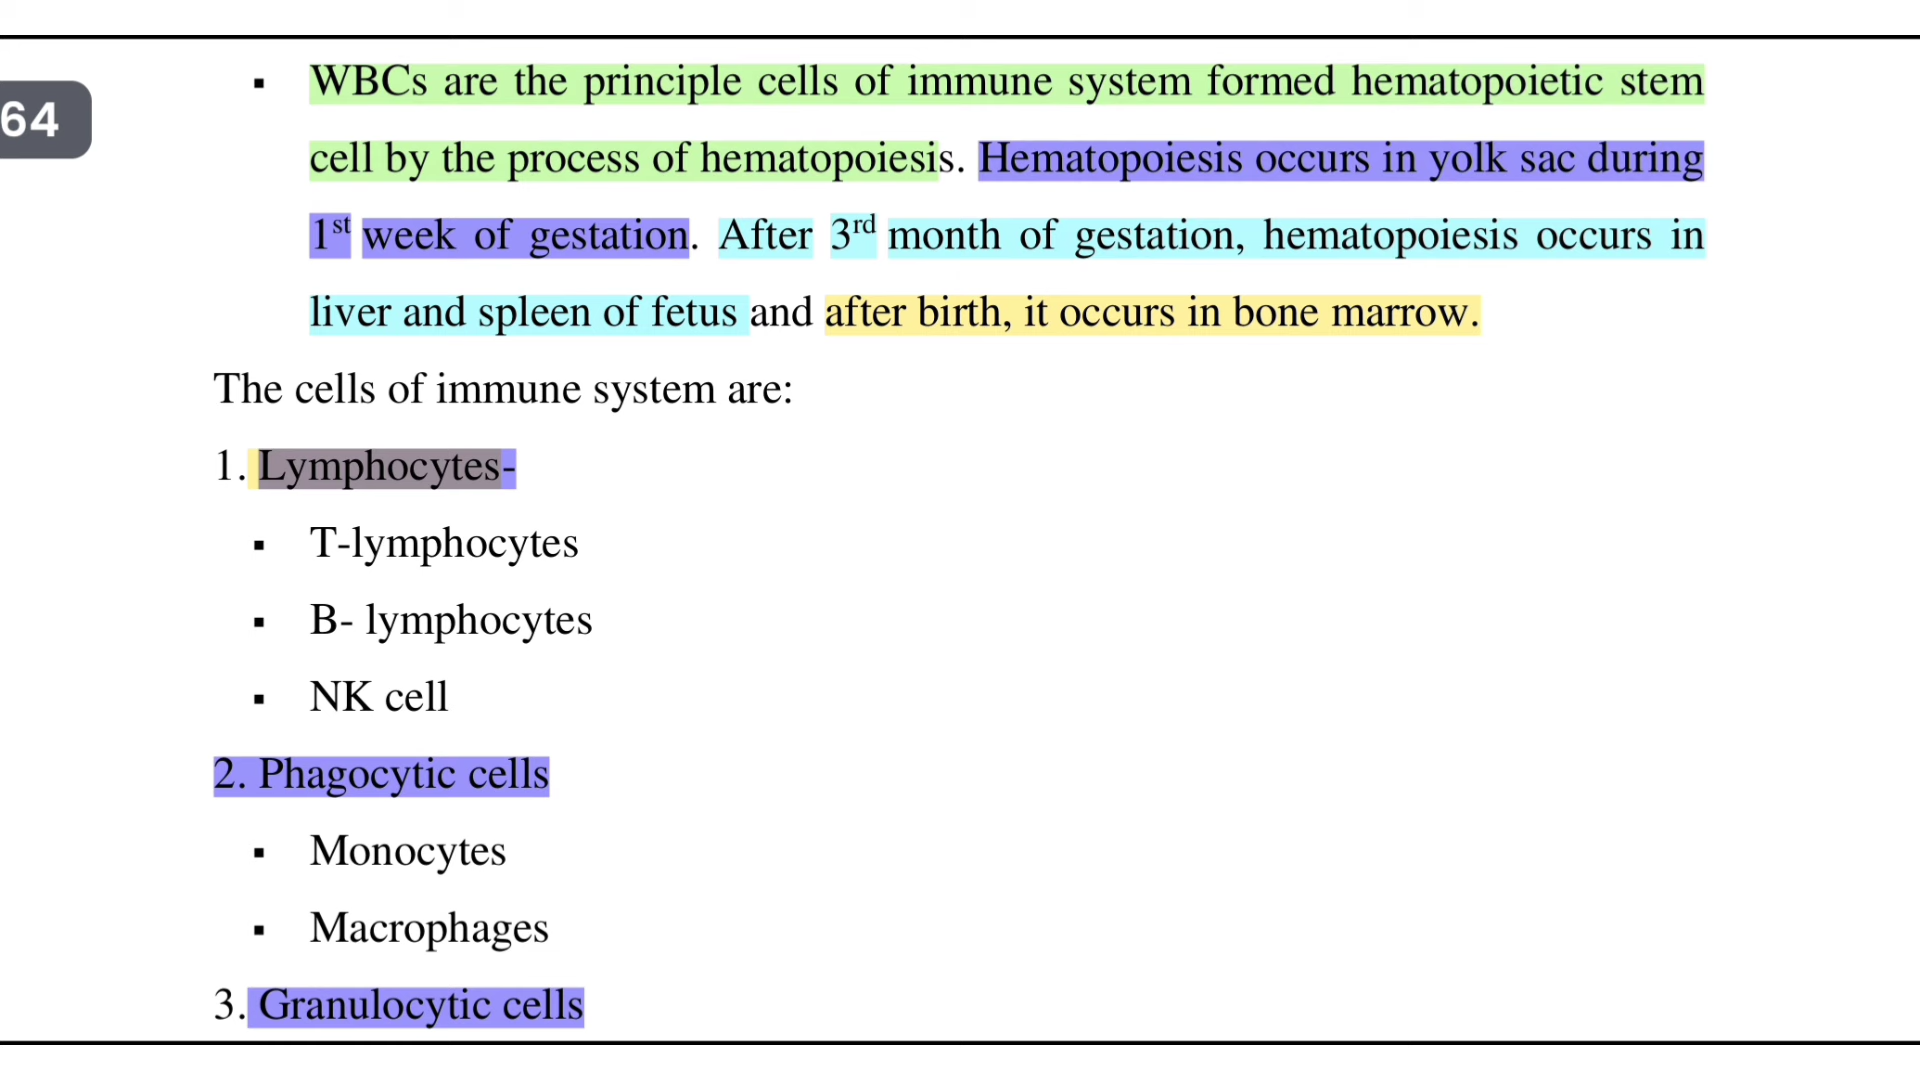 64
▪ WBCs are the principle cells of immune system formed hematopoietic stem
cell by the process of hematopoiesis. Hematopoiesis occurs in yolk sac during
1st week of gestation. After 3rd month of gestation, hematopoiesis occurs in
liver and spleen of fetus and after birth, it occurs in bone marrow.
The cells of immune system are:
1. Lymphocytes-
▪ T-lymphocytes
▪ B- lymphocytes
▪ NK cell
2. Phagocytic cells
▪ Monocytes
▪ Macrophages
3. Granulocytic cells